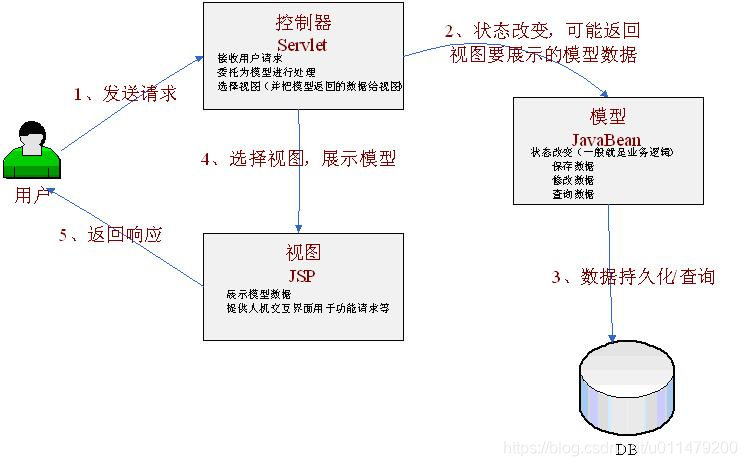 控制器
Servlet
接收用户请求
委托为模型进行处理
选择视图（并把模型返回的数据给视图）
2、状态改变，可能返回
视图要展示的模型数据
1、发送请求
模型
JavaBean
状态改变（一般就是业务逻辑）
保存数据
修改数据
查询数据
4、选择视图，展示模型
用户
5、返回响应
视图
JSP
展示模型数据
提供人机交互界面用于功能请求等
3、数据持久化/查询
DB
https://blog.csdn.net/u011479200